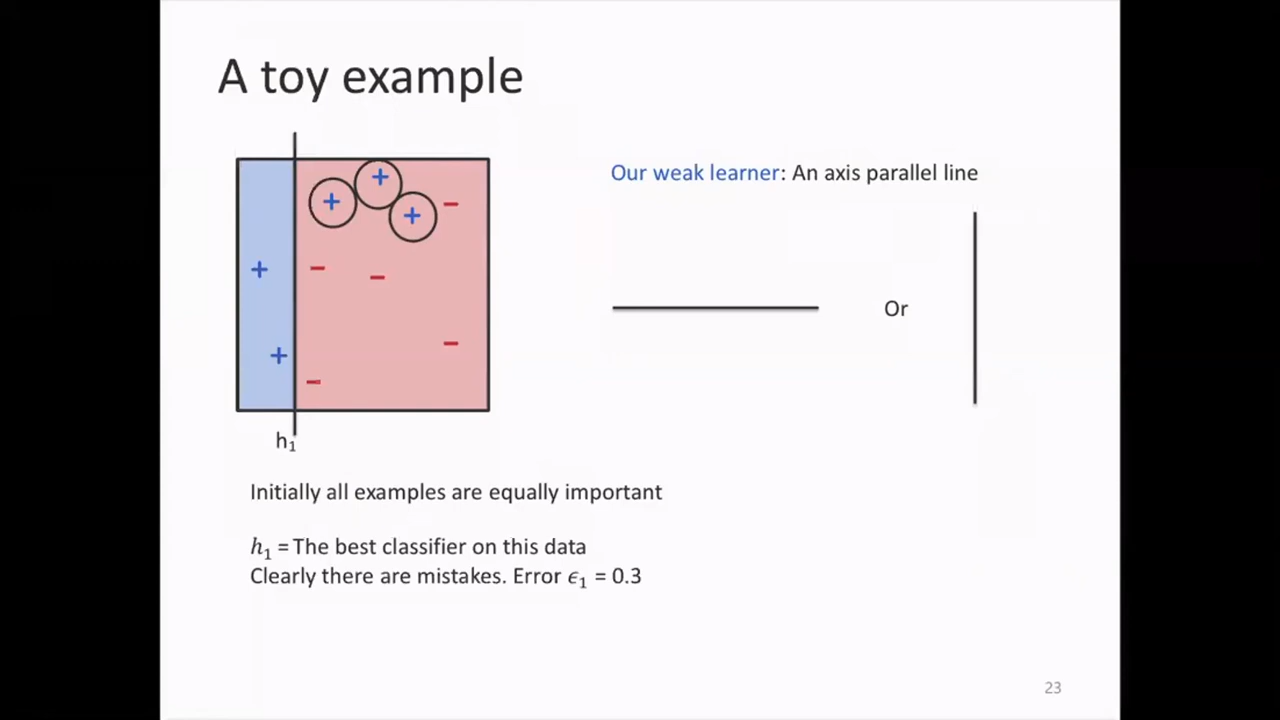 A toy example
Our weak learner: An axis parallel line
Or
h₁
Initially all examples are equally important
h₁ = The best classifier on this data
Clearly there are mistakes. Error ϵ₁ = 0.3
23